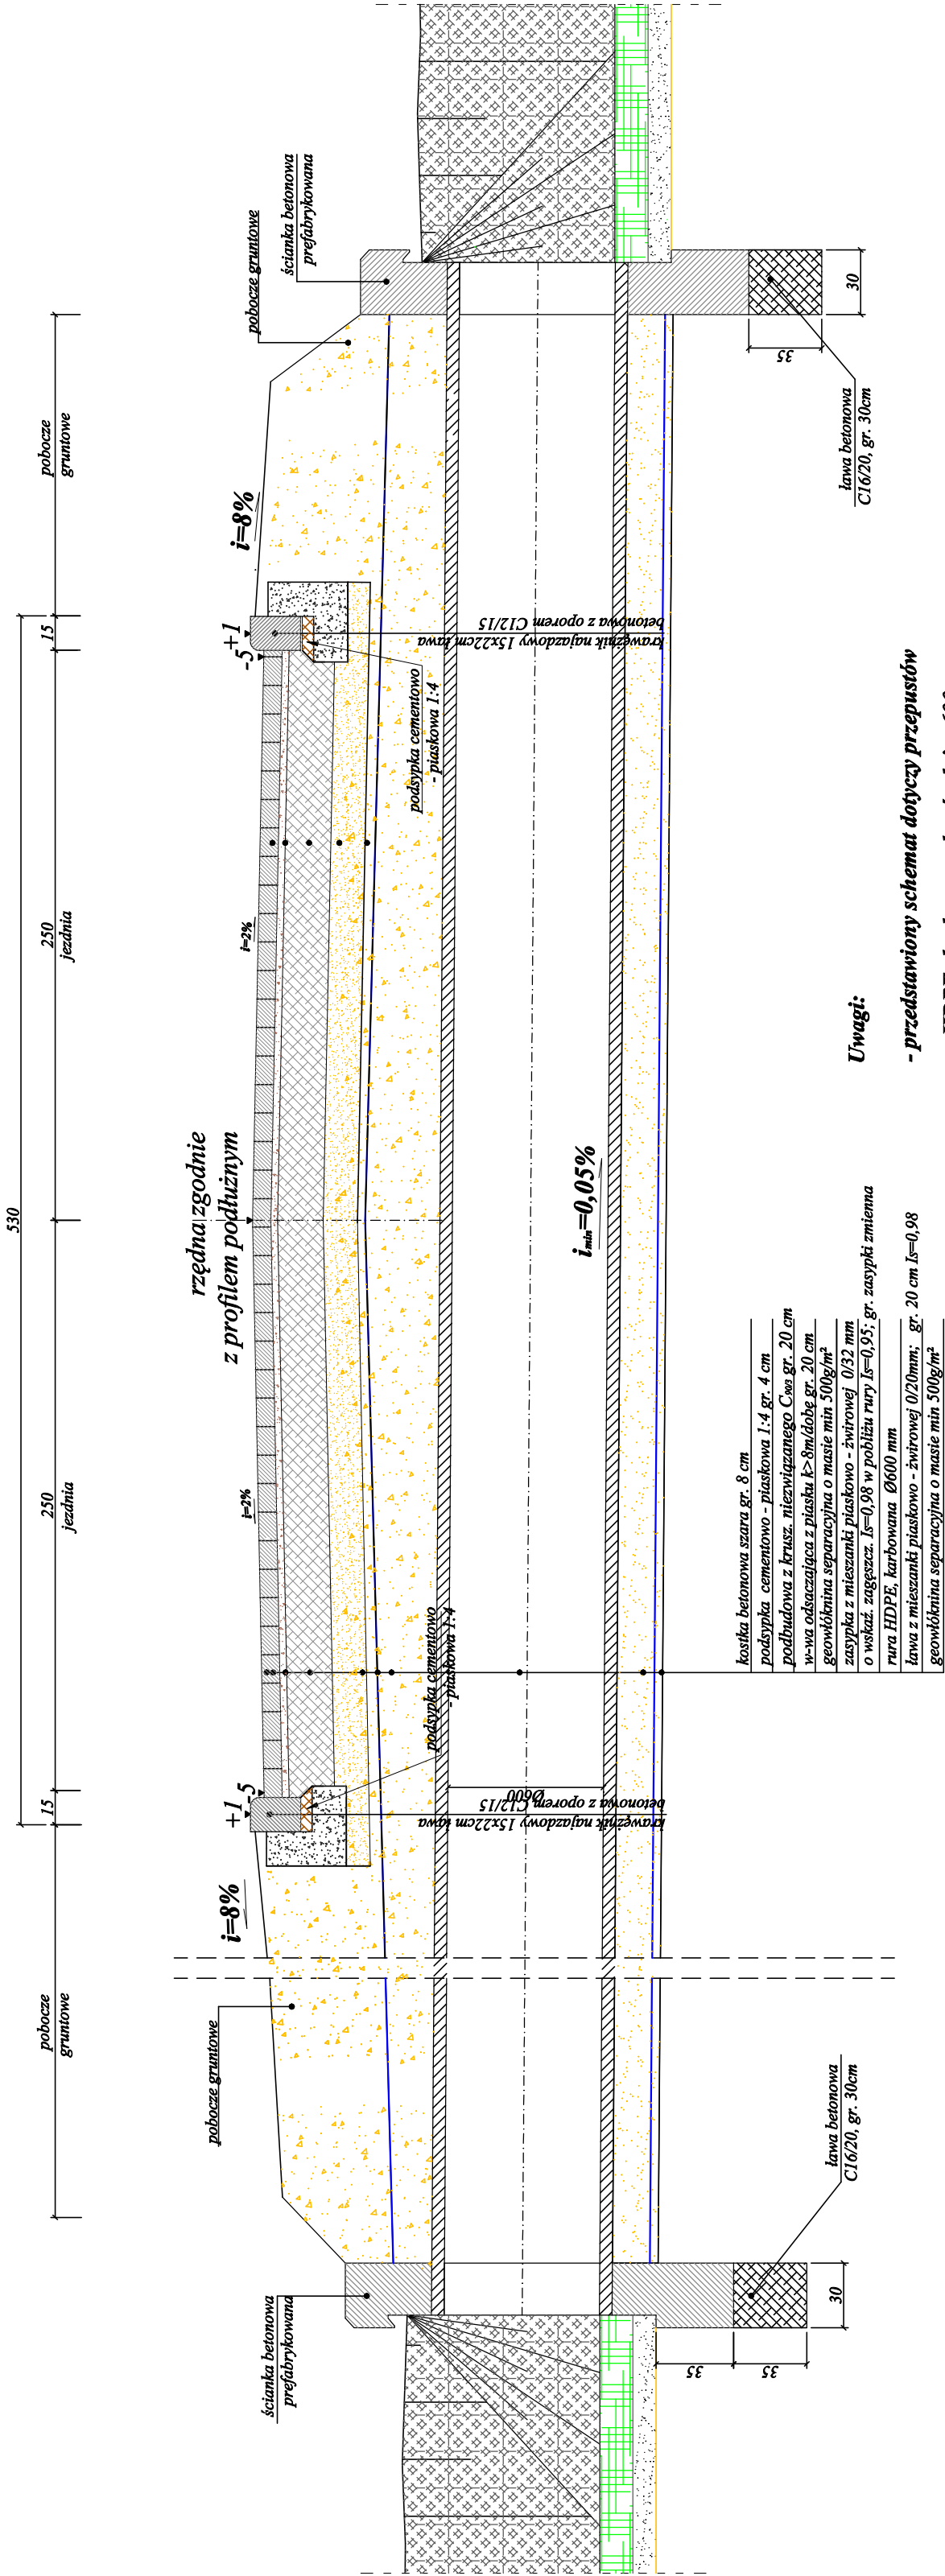 530
15
250
250
15
pobocze
gruntowe
jezdnia
jezdnia
pobocze
gruntowe
rzędna zgodnie
z profilem podłużnym
i=8%
+1
-5
i=2%
i=2%
-5
+1
i=8%
pobocze gruntowe
pobocze gruntowe
ścianka betonowa
prefabrykowana
ścianka betonowa
prefabrykowana
podsypka cementowo
- piaskowa 1:4
podsypka cementowo
- piaskowa 1:4
krawężnik najazdowy 15x22cm ława
betonowa z oporem C12/15
krawężnik najazdowy 15x22cm ława
betonowa z oporem C12/15
Ø600
imin=0,05%
35
35
30
35
30
ława betonowa
C16/20, gr. 30cm
ława betonowa
C16/20, gr. 30cm
kostka betonowa szara gr. 8 cm
podsypka cementowo - piaskowa 1:4 gr. 4 cm
podbudowa z krusz. niezwiązanego C90/3 gr. 20 cm
w-wa odsączająca z piasku k>8m/dobę gr. 20 cm
geowłóknina separacyjna o masie min 500g/m²
zasypka z mieszanki piaskowo - żwirowej 0/32 mm
o wskaź. zagęszcz. Is=0,98 w pobliżu rury Is=0,95; gr. zasypki zmienna
rura HDPE, karbowana Ø600 mm
ława z mieszanki piaskowo - żwirowej 0/20mm; gr. 20 cm Is=0,98
geowłóknina separacyjna o masie min 500g/m²
Uwagi:
- przedstawiony schemat dotyczy przepustów